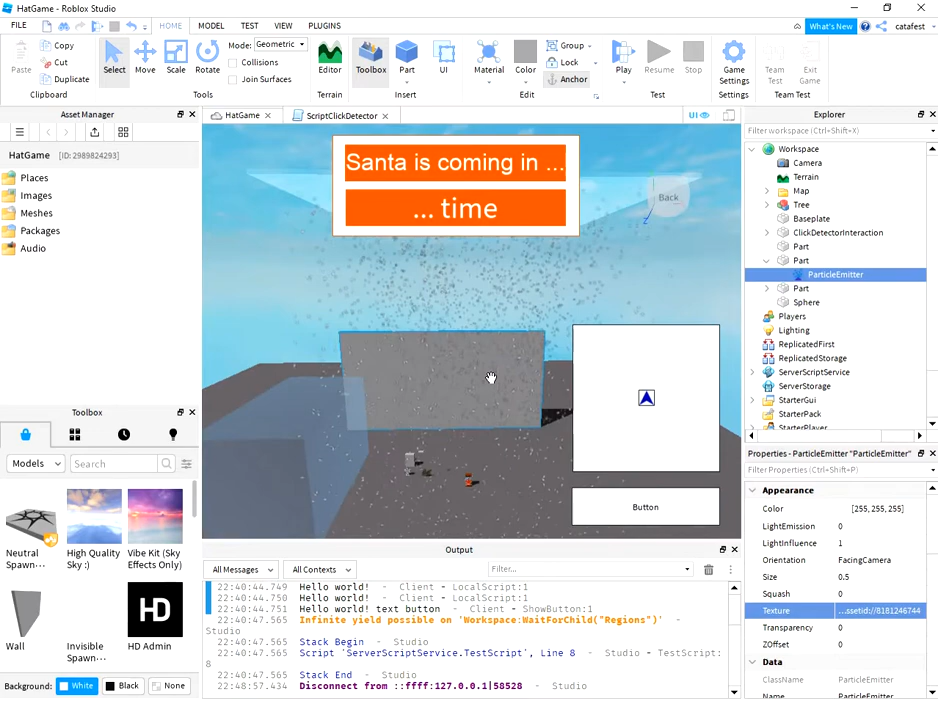 HatGame - Roblox Studio
FILE
HOME
MODEL
TEST
VIEW
PLUGINS
What's New
catafest
Paste
Copy
Cut
Duplicate
Clipboard
Select
Move
Scale
Rotate
Mode: Geometric
Collisions
Join Surfaces
Tools
Editor
Terrain
Toolbox
Part
UI
Insert
Material
Color
Group
Lock
Anchor
Edit
Play
Resume
Stop
Test
Game Settings
Settings
Team Test
Exit Game
Team Test
Asset Manager
HatGame [ID: 2989824293]
Places
Images
Meshes
Packages
Audio
Toolbox
Models
Search
Neutral Spawn...
High Quality Sky :)
Vibe Kit (Sky Effects Only)
Wall
Invisible Spawn...
HD
HD Admin
Background:
White
Black
None
HatGame
ScriptClickDetector
UI
Santa is coming in ...
... time
Back
Z
Button
Output
All Messages
All Contexts
Filter...
22:40:44.749 Hello world! - Client - LocalScript:1
22:40:44.750 Hello world! - Client - LocalScript:1
22:40:44.751 Hello world! text button - Client - ShowButton:1
22:40:47.565 Infinite yield possible on 'Workspace:WaitForChild("Regions")' -
Studio
22:40:47.565 Stack Begin - Studio
22:40:47.565 Script 'ServerScriptService.TestScript', Line 8 - Studio - TestScript:
8
22:40:47.565 Stack End - Studio
22:48:57.434 Disconnect from ::ffff:127.0.0.1|58528 - Studio
Explorer
Filter workspace (Ctrl+Shift+X)
Workspace
Camera
Terrain
Map
Tree
Baseplate
ClickDetectorInteraction
Part
Part
ParticleEmitter
Part
Sphere
Players
Lighting
ReplicatedFirst
ReplicatedStorage
ServerScriptService
ServerStorage
StarterGui
StarterPack
StarterPlayer
Properties - ParticleEmitter "ParticleEmitter"
Filter Properties (Ctrl+Shift+P)
Appearance
Color [255, 255, 255]
LightEmission 0
LightInfluence 1
Orientation FacingCamera
Size 0.5
Squash 0
Texture ...ssetid://8181246744
Transparency 0
ZOffset 0
Data
ClassName ParticleEmitter
Name ParticleEmitter